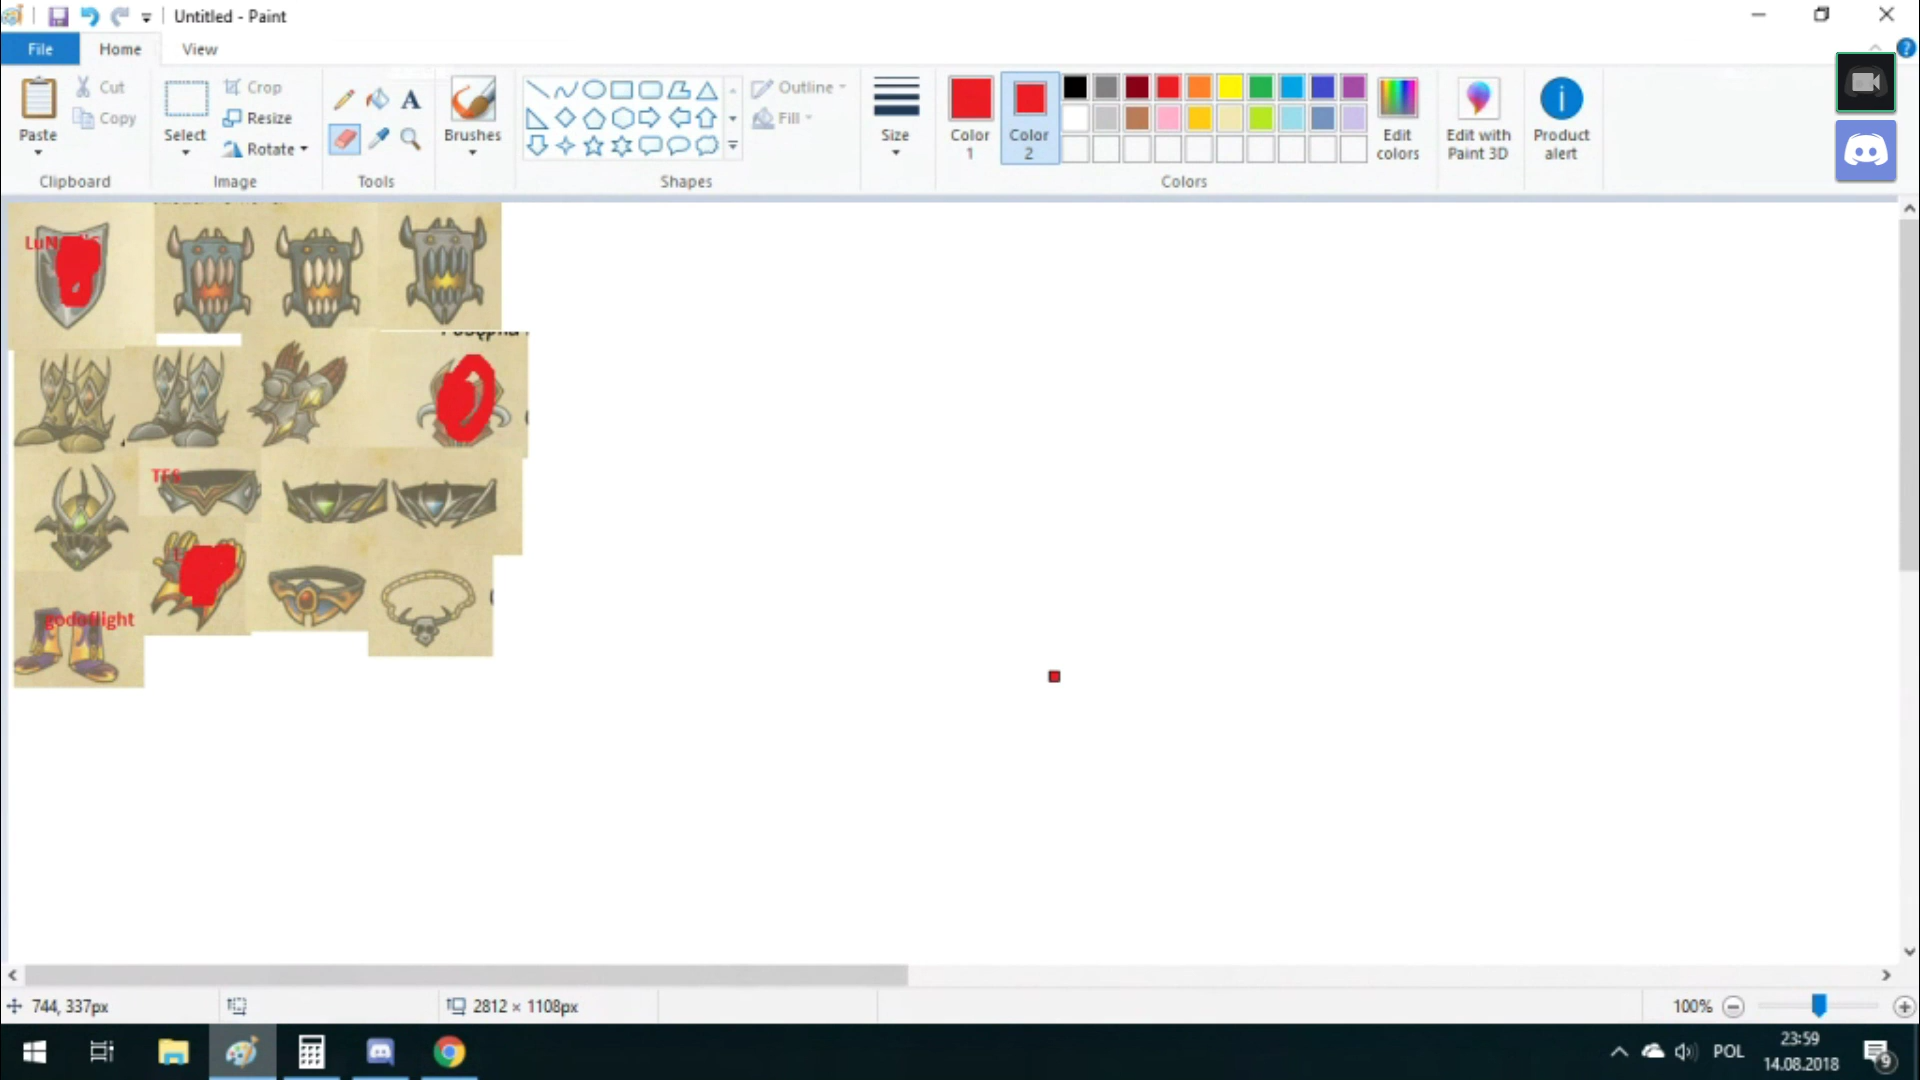 Untitled - Paint
File
Home
View
Paste
Cut
Copy
Clipboard
Select
Crop
Resize
Rotate
Image
A
Tools
Brushes
Shapes
Outline
Fill
Size
Color
1
Color
2
Edit
colors
Colors
Edit with
Paint 3D
Product
alert
TFS
godoflight
744, 337px
2812 × 1108px
100%
POL
23:59
14.08.2018
9